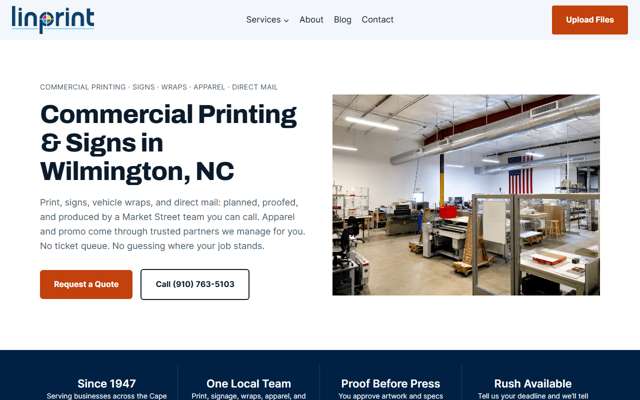 linprint
Services About Blog Contact
Upload Files
COMMERCIAL PRINTING · SIGNS · WRAPS · APPAREL · DIRECT MAIL
Commercial Printing
& Signs in
Wilmington, NC
Print, signs, vehicle wraps, and direct mail: planned, proofed,
and produced by a Market Street team you can call. Apparel
and promo come through trusted partners we manage for you.
No ticket queue. No guessing where your job stands.
Request a Quote
Call (910) 763-5103
Since 1947
Serving businesses across the Cape
One Local Team
Print, signage, wraps, apparel, and
Proof Before Press
You approve artwork and specs
Rush Available
Tell us your deadline and we'll tell